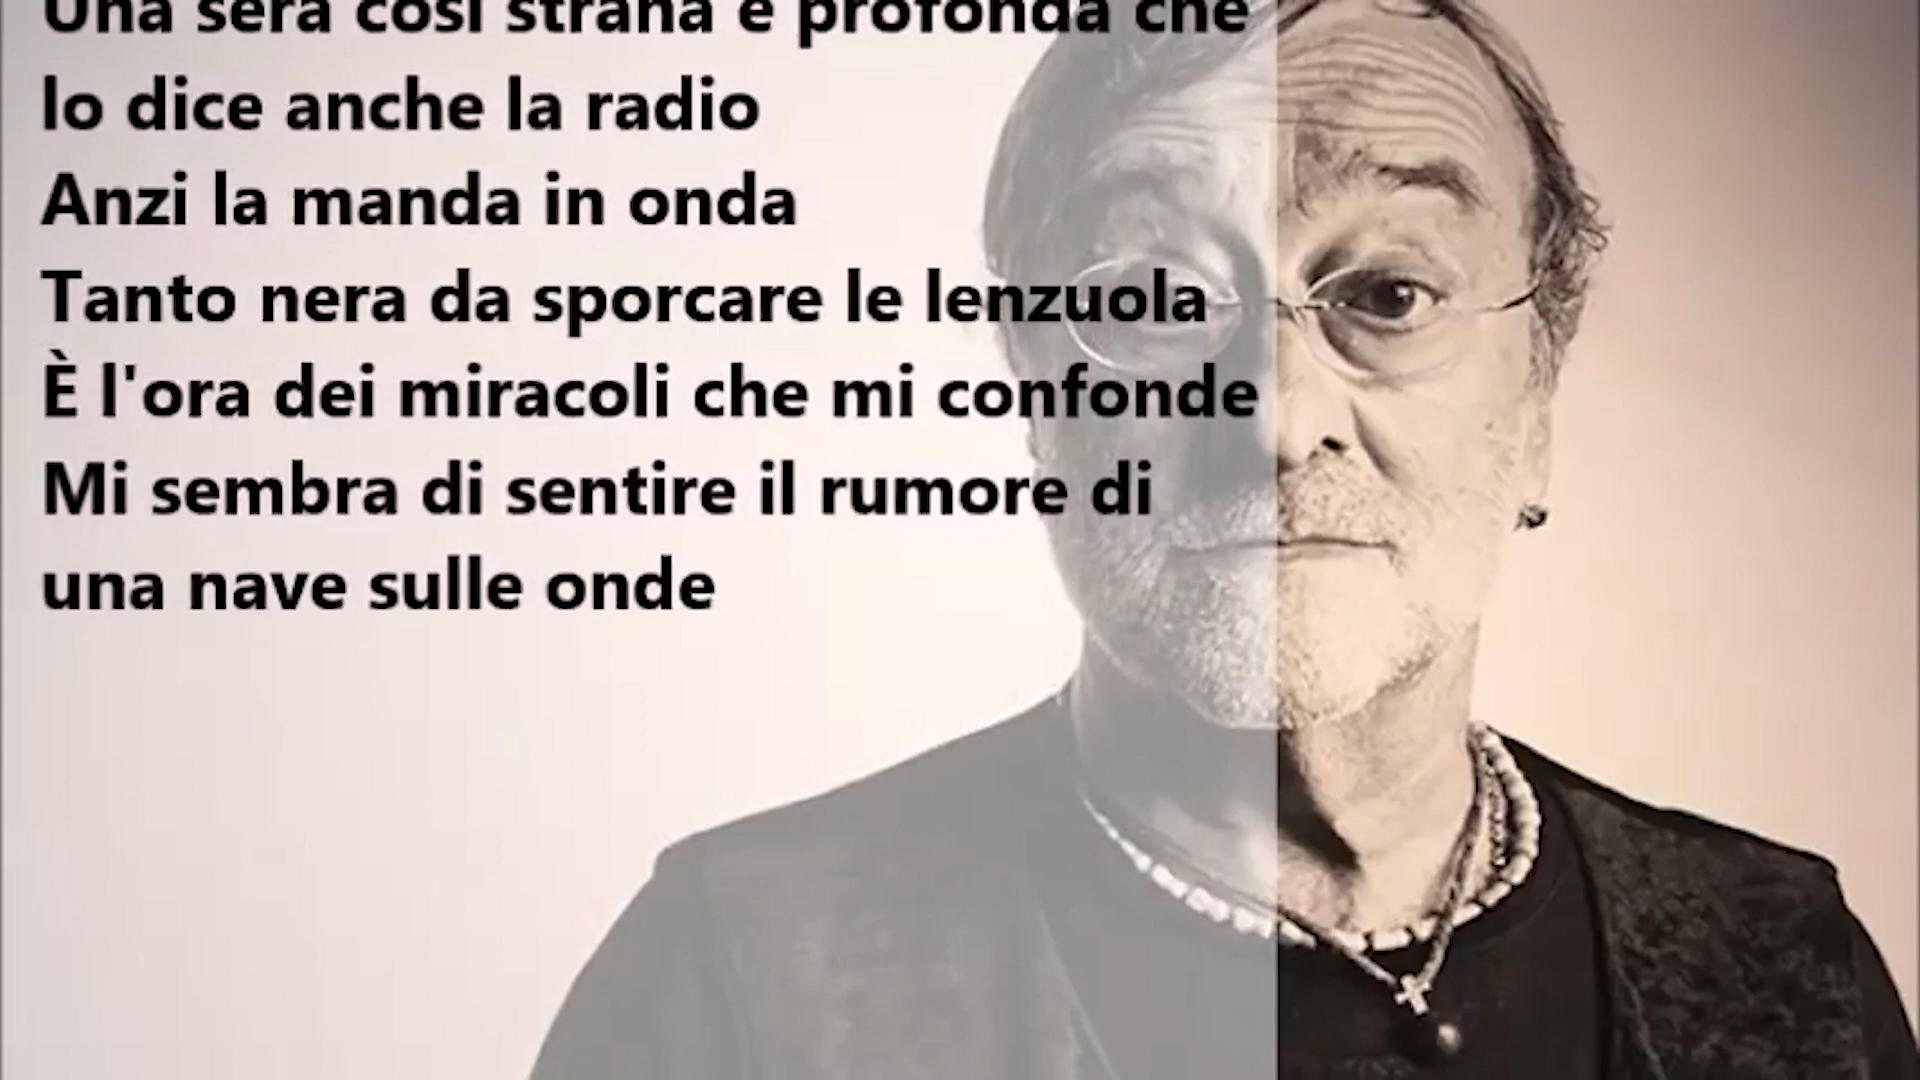 Una sera così strana e profonda che
lo dice anche la radio
Anzi la manda in onda
Tanto nera da sporcare le lenzuola
È l'ora dei miracoli che mi confonde
Mi sembra di sentire il rumore di
una nave sulle onde